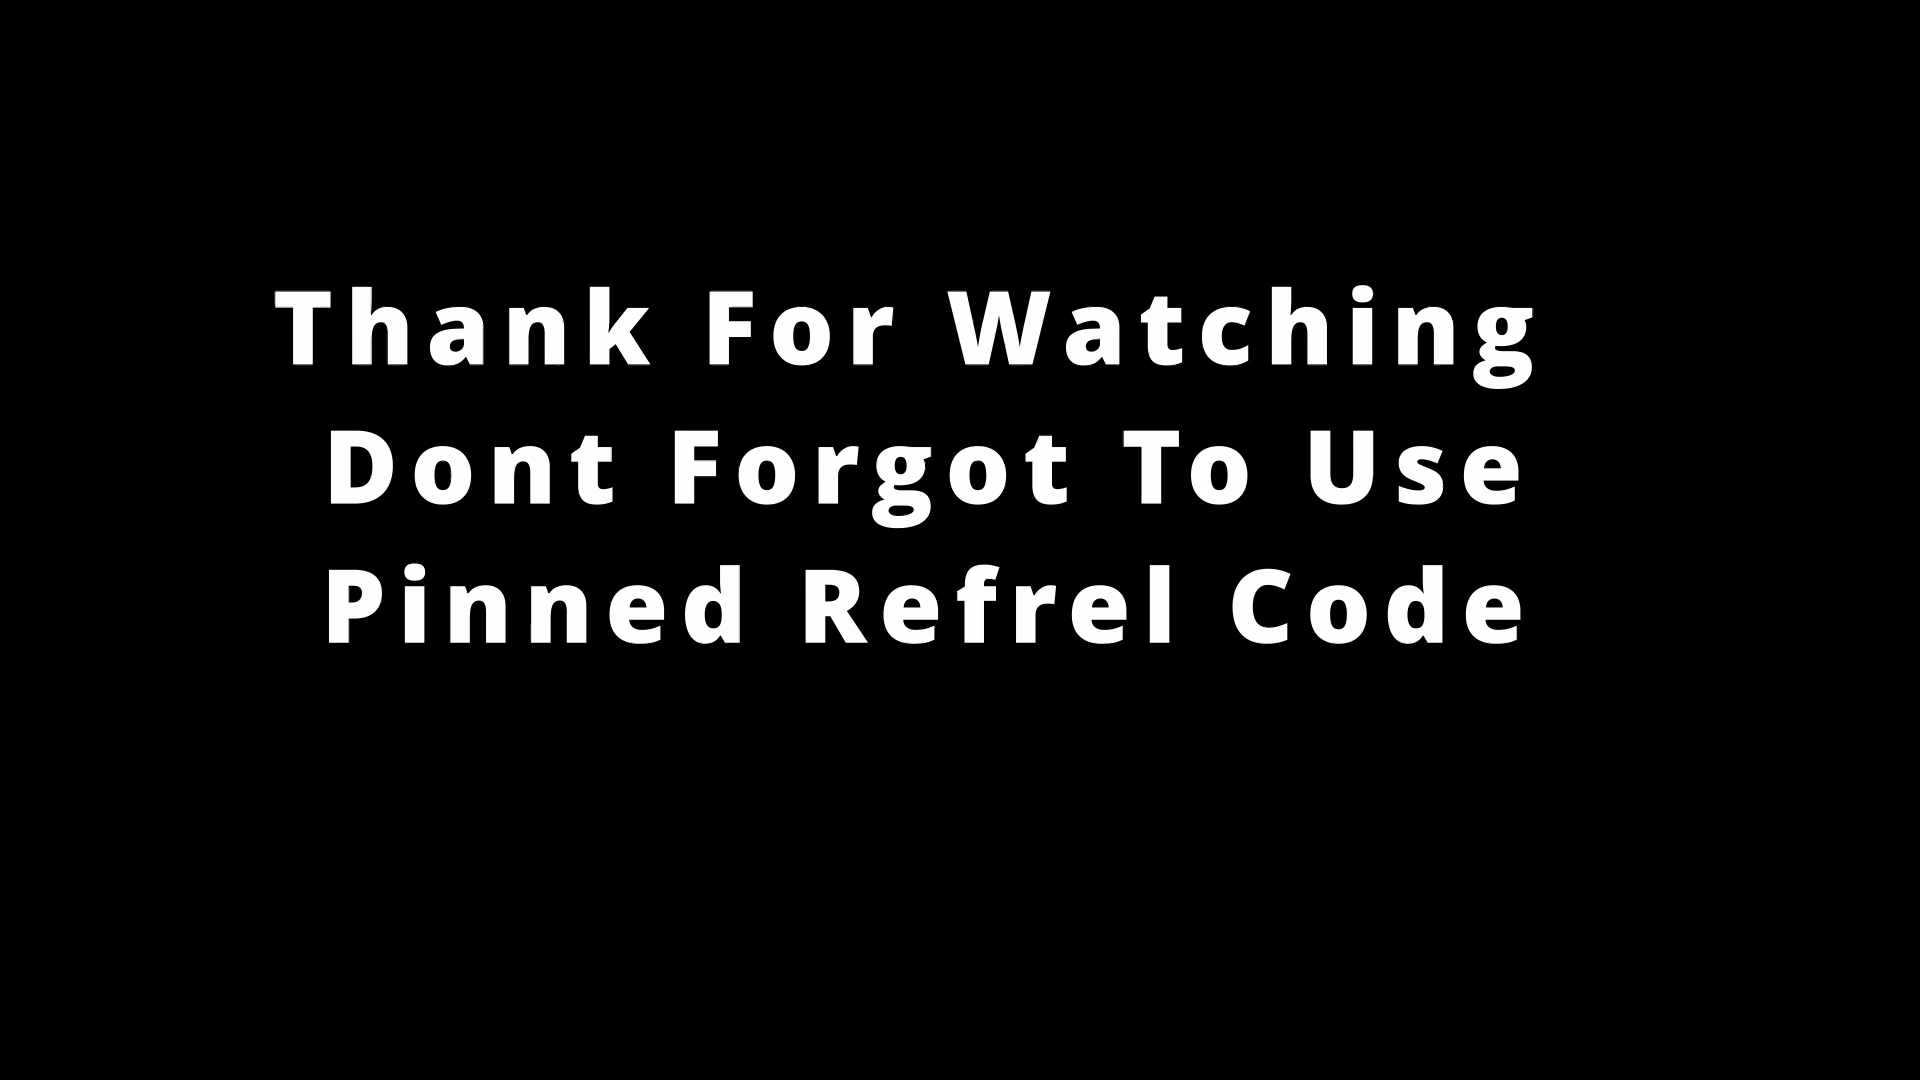 Thank For Watching
Dont Forgot To Use
Pinned Refrel Code